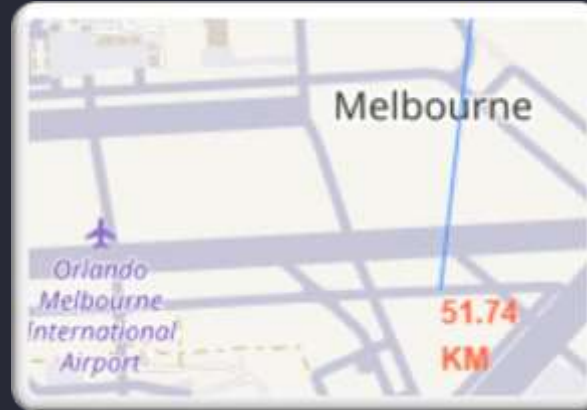 Melbourne
Orlando
Melbourne
International
Airport
51.74
KM